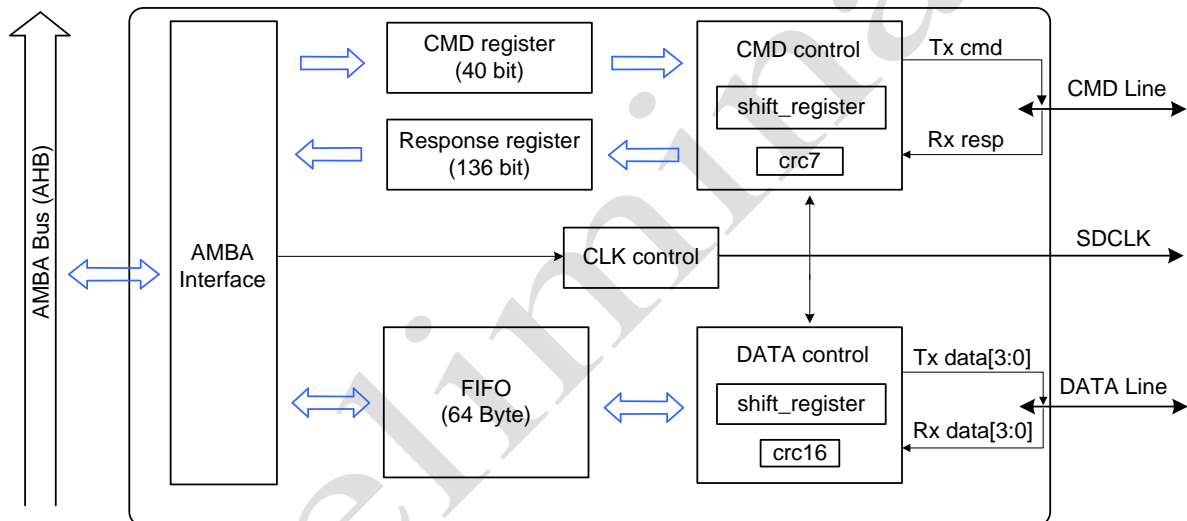 AMBA Bus (AHB)
AMBA
Interface
CMD register
(40 bit)
Response register
(136 bit)
CMD control
shift_register
crc7
Tx cmd
Rx resp
CMD Line
CLK control
SDCLK
FIFO
(64 Byte)
DATA control
shift_register
crc16
Tx data[3:0]
Rx data[3:0]
DATA Line
elimina